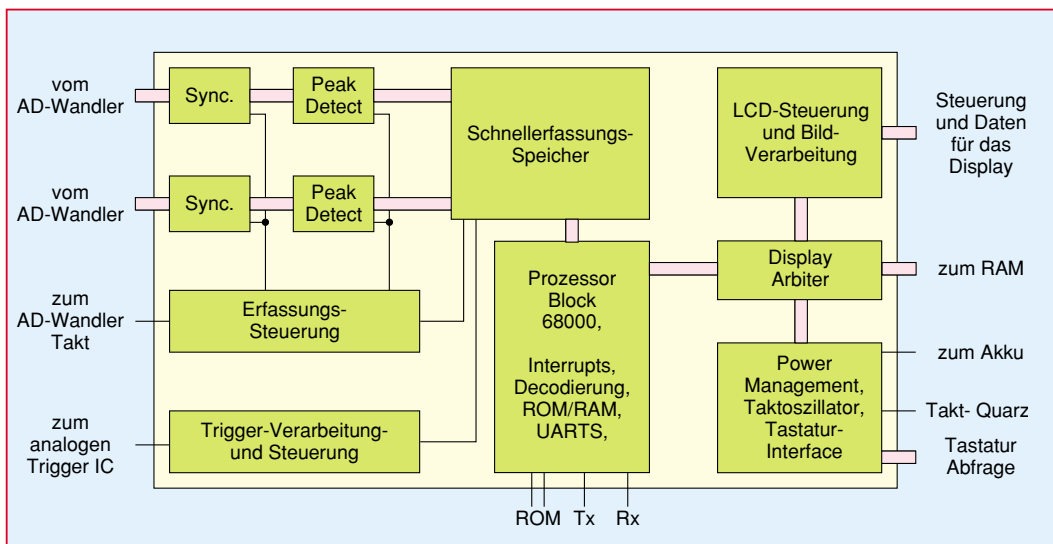 vom
AD-Wandler
Sync.
Peak
Detect
Schnellerfassungs-
Speicher
LCD-Steuerung
und Bild-
Verarbeitung
Steuerung
und Daten
für das
Display
vom
AD-Wandler
Sync.
Peak
Detect
Prozessor
Block
68000,
Interrupts,
Decodierung,
ROM/RAM,
UARTS,
Display
Arbiter
zum RAM
zum
AD-Wandler
Takt
Erfassungs-
Steuerung
Power
Management,
Taktoszillator,
Tastatur-
Interface
zum Akku
Takt- Quarz
Tastatur
Abfrage
zum
analogen
Trigger IC
Trigger-Verarbeitung-
und Steuerung
ROM Tx Rx